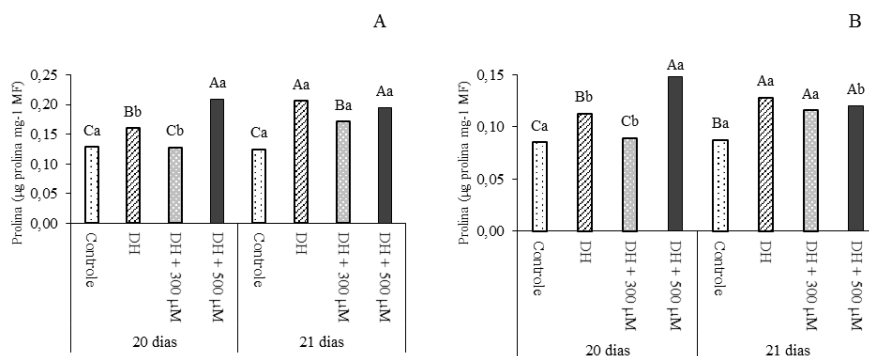 A
Prolina (µg prolina mg-1 MF)
0,25
0,20
0,15
0,10
0,05
0,00
Ca
Bb
Cb
Aa
Ca
Aa
Ba
Aa
Controle
DH
DH + 300 µM
DH + 500 µM
Controle
DH
DH + 300 µM
DH + 500 µM
20 dias
21 dias
B
Prolina (µg prolina mg-1 MF)
0,15
0,10
0,05
0,00
Ca
Bb
Cb
Aa
Ba
Aa
Aa
Ab
Controle
DH
DH + 300 µM
DH + 500 µM
Controle
DH
DH + 300 µM
DH + 500 µM
20 dias
21 dias